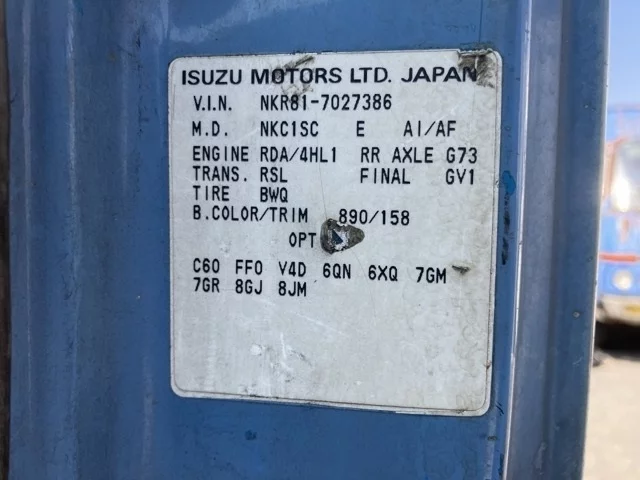 ISUZU MOTORS LTD. JAPAN
V.I.N. NKR81-7027386
M.D. NKC1SC E AI/AF
ENGINE RDA/4HL1 RR AXLE G73
TRANS. RSL FINAL GV1
TIRE BWQ
B.COLOR/TRIM 890/158
OPT
C60 FF0 V4D 6QN 6XQ 7GM
7GR 8GJ 8JM